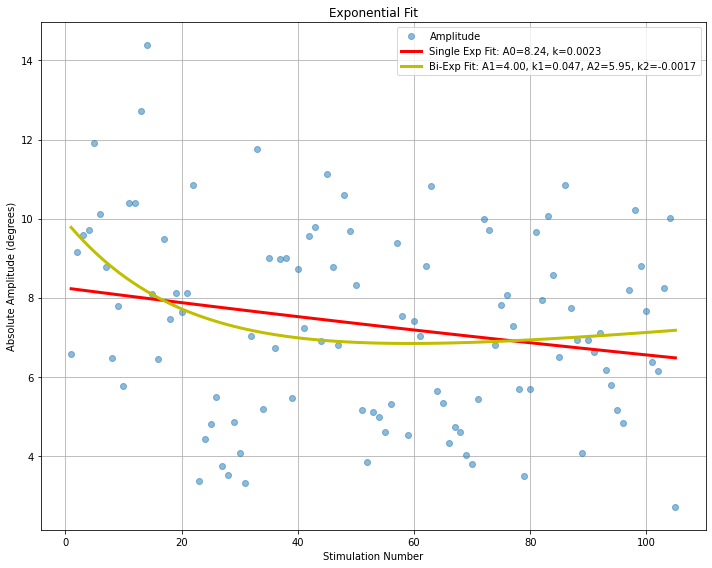 Exponential Fit
Amplitude
Single Exp Fit: A0=8.24, k=0.0023
Bi-Exp Fit: A1=4.00, k1=0.047, A2=5.95, k2=-0.0017
Absolute Amplitude (degrees)
14
12
10
8
6
4
0 20 40 60 80 100
Stimulation Number